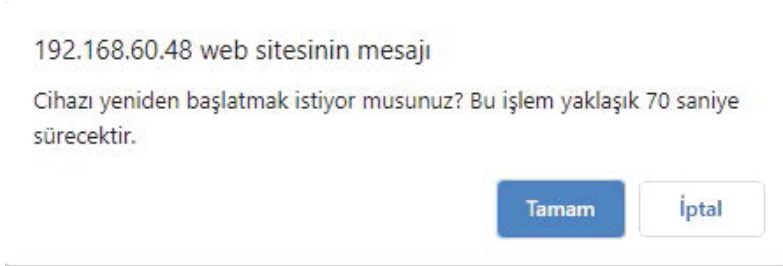 192.168.60.48 web sitesinin mesajı
Cihazı yeniden başlatmak istiyor musunuz? Bu işlem yaklaşık 70 saniye
sürecektir.
Tamam İptal